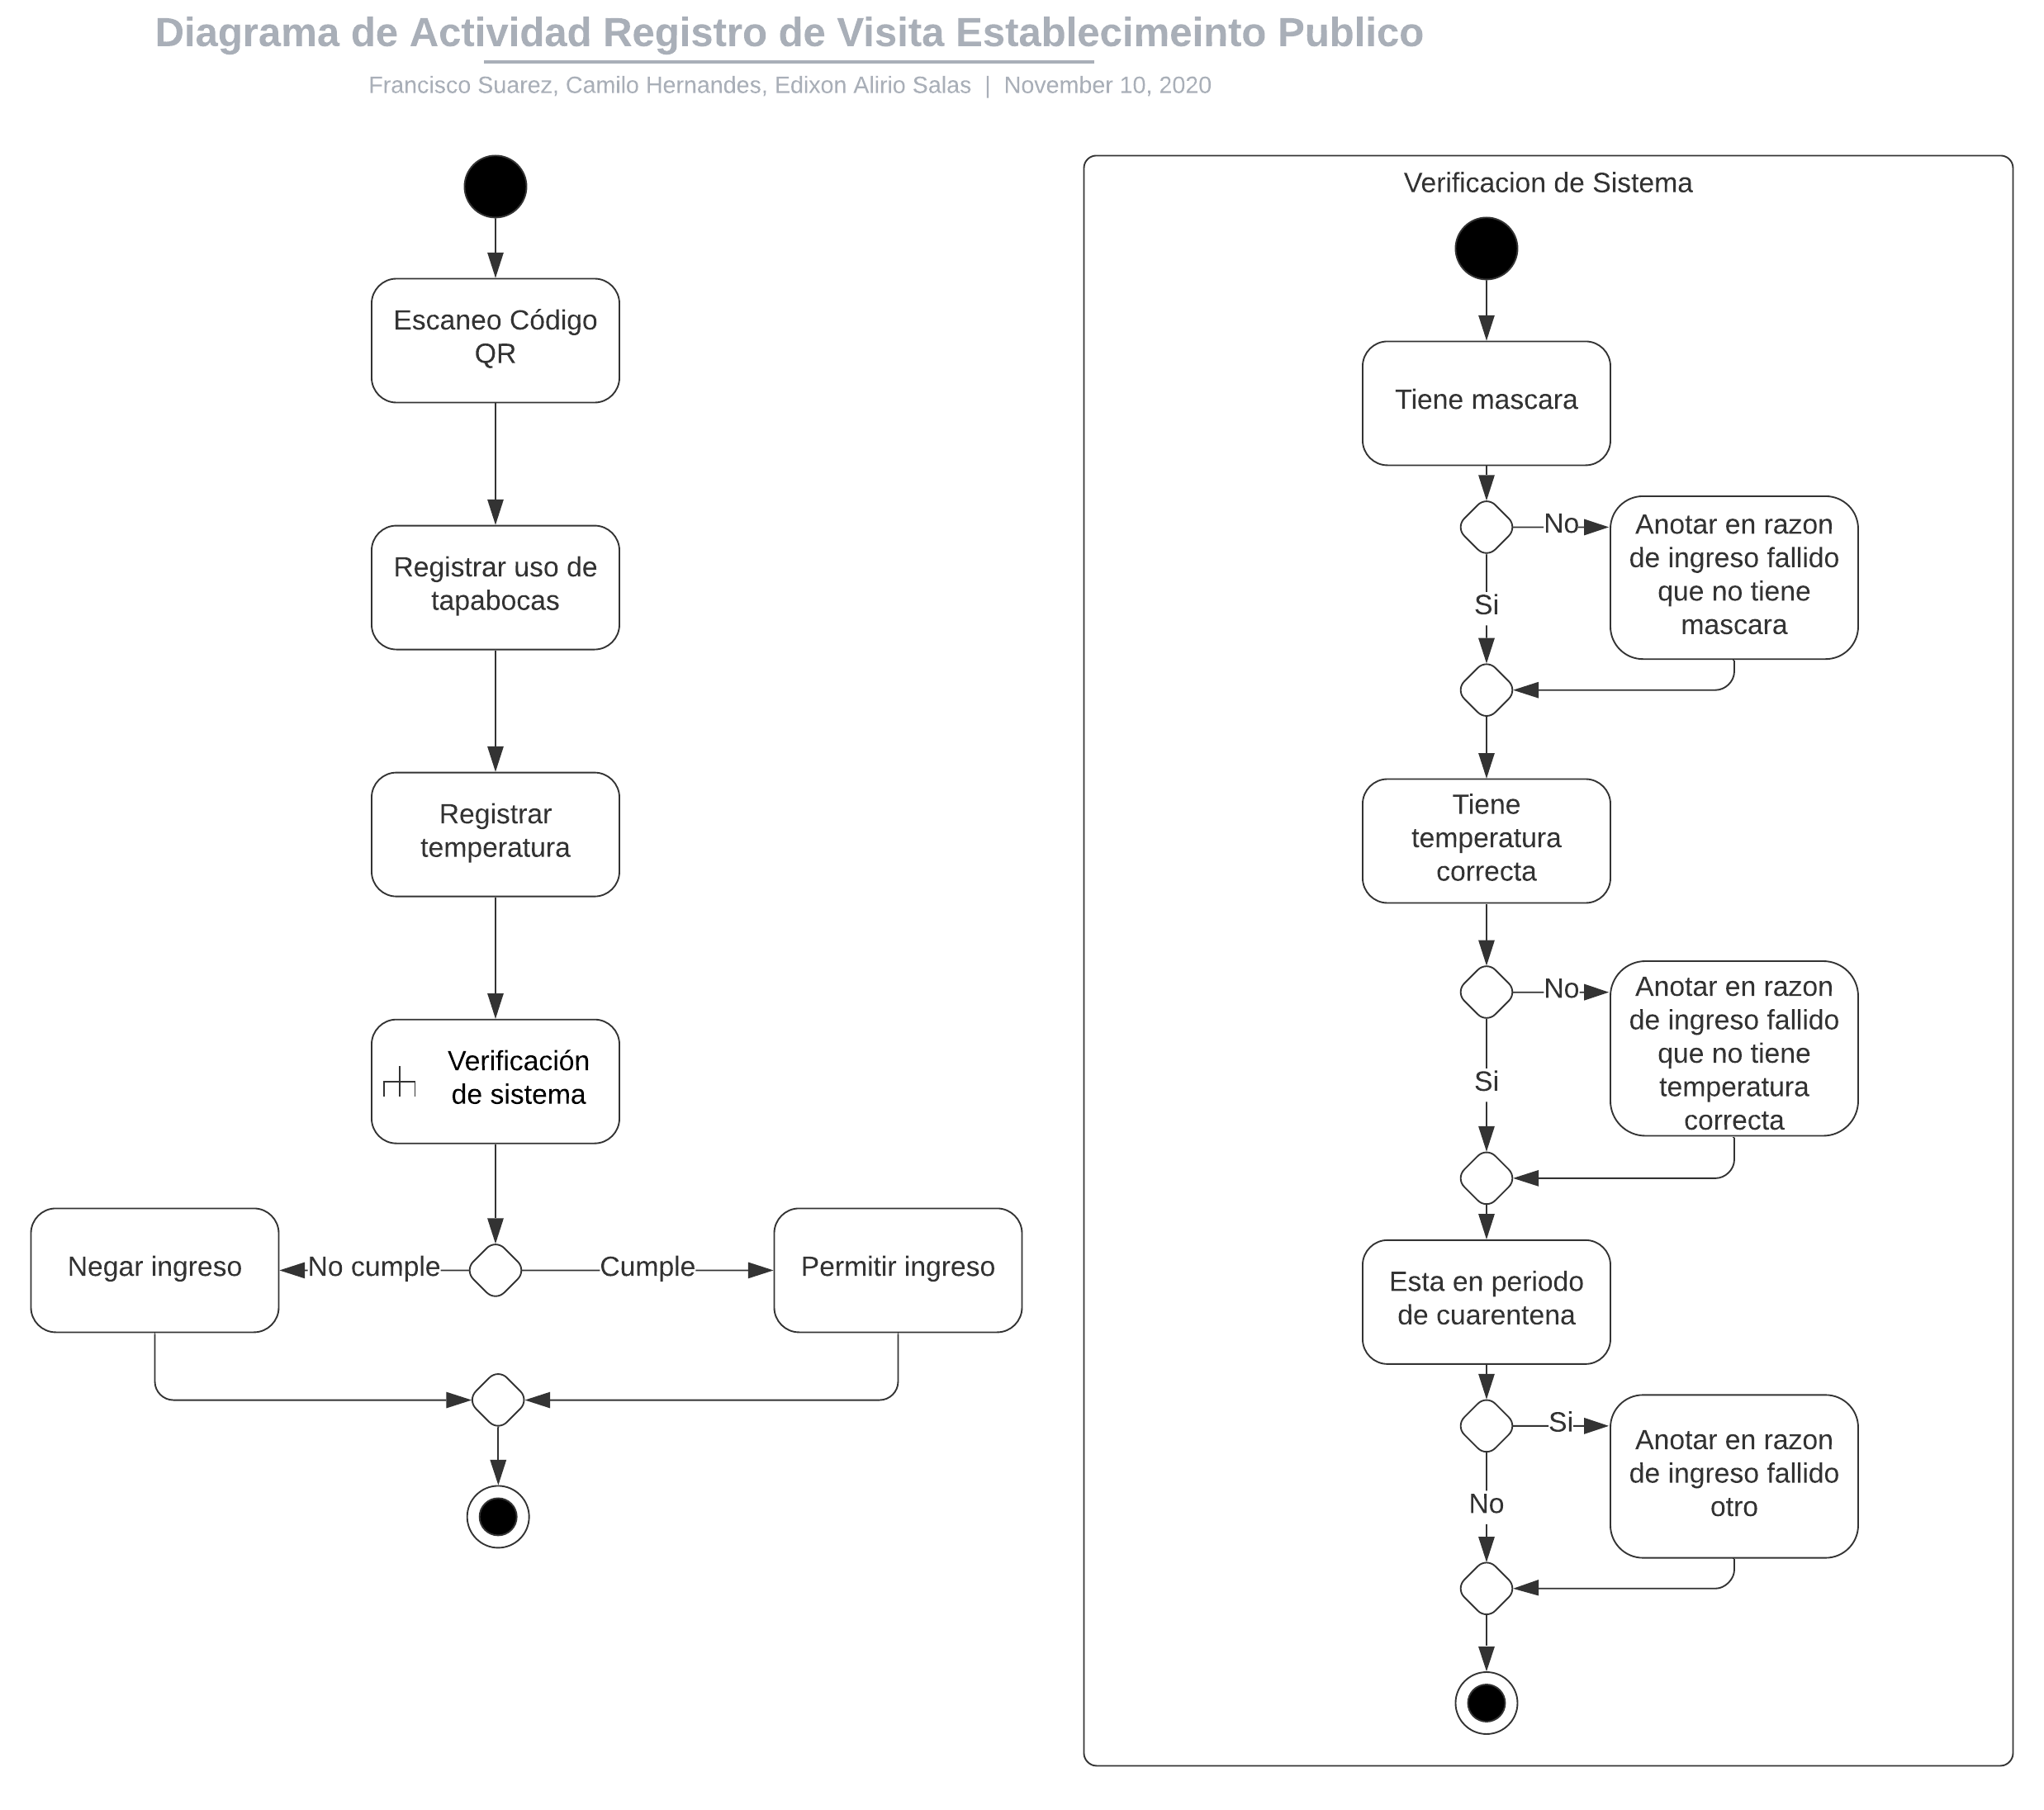 Diagrama de Actividad Registro de Visita Establecimeinto Publico
Francisco Suarez, Camilo Hernandes, Edixon Alirio Salas | November 10, 2020
Escaneo Código
QR
Registrar uso de
tapabocas
Registrar
temperatura
Verificación
de sistema
Negar ingreso
No cumple
Cumple
Permitir ingreso
Verificacion de Sistema
Tiene mascara
No
Anotar en razon
de ingreso fallido
que no tiene
mascara
Si
Tiene
temperatura
correcta
No
Anotar en razon
de ingreso fallido
que no tiene
temperatura
correcta
Si
Esta en periodo
de cuarentena
Si
Anotar en razon
de ingreso fallido
otro
No